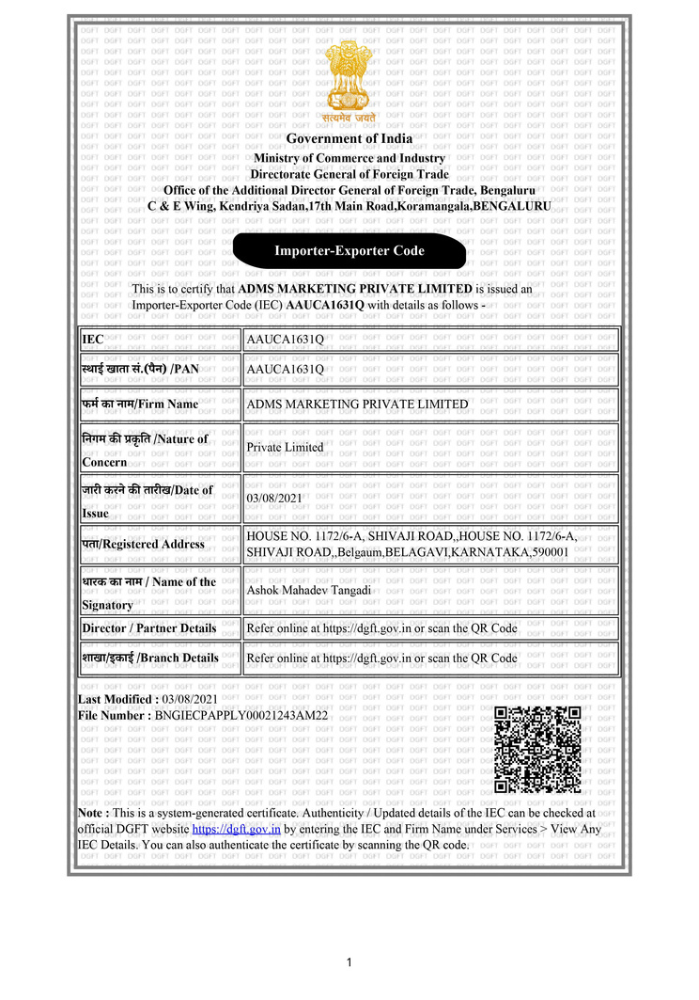 सत्यमेव जयते
Government of India
Ministry of Commerce and Industry
Directorate General of Foreign Trade
Office of the Additional Director General of Foreign Trade, Bengaluru
C & E Wing, Kendriya Sadan,17th Main Road,Koramangala,BENGALURU
Importer-Exporter Code
This is to certify that ADMS MARKETING PRIVATE LIMITED is issued an
Importer-Exporter Code (IEC) AAUCA1631Q with details as follows -
IEC AAUCA1631Q
स्थाई खाता सं.(पैन) /PAN AAUCA1631Q
फर्म का नाम/Firm Name ADMS MARKETING PRIVATE LIMITED
निगम की प्रकृति /Nature of
Concern
Private Limited
जारी करने की तारीख/Date of
Issue
03/08/2021
पता/Registered Address
HOUSE NO. 1172/6-A, SHIVAJI ROAD,,HOUSE NO. 1172/6-A,
SHIVAJI ROAD,,Belgaum,BELAGAVI,KARNATAKA,590001
धारक का नाम / Name of the
Signatory
Ashok Mahadev Tangadi
Director / Partner Details Refer online at https://dgft.gov.in or scan the QR Code
शाखा/इकाई /Branch Details Refer online at https://dgft.gov.in or scan the QR Code
Last Modified : 03/08/2021
File Number : BNGIECPAPPLY00021243AM22
Note : This is a system-generated certificate. Authenticity / Updated details of the IEC can be checked at
official DGFT website https://dgft.gov.in by entering the IEC and Firm Name under Services > View Any
IEC Details. You can also authenticate the certificate by scanning the QR code.
1